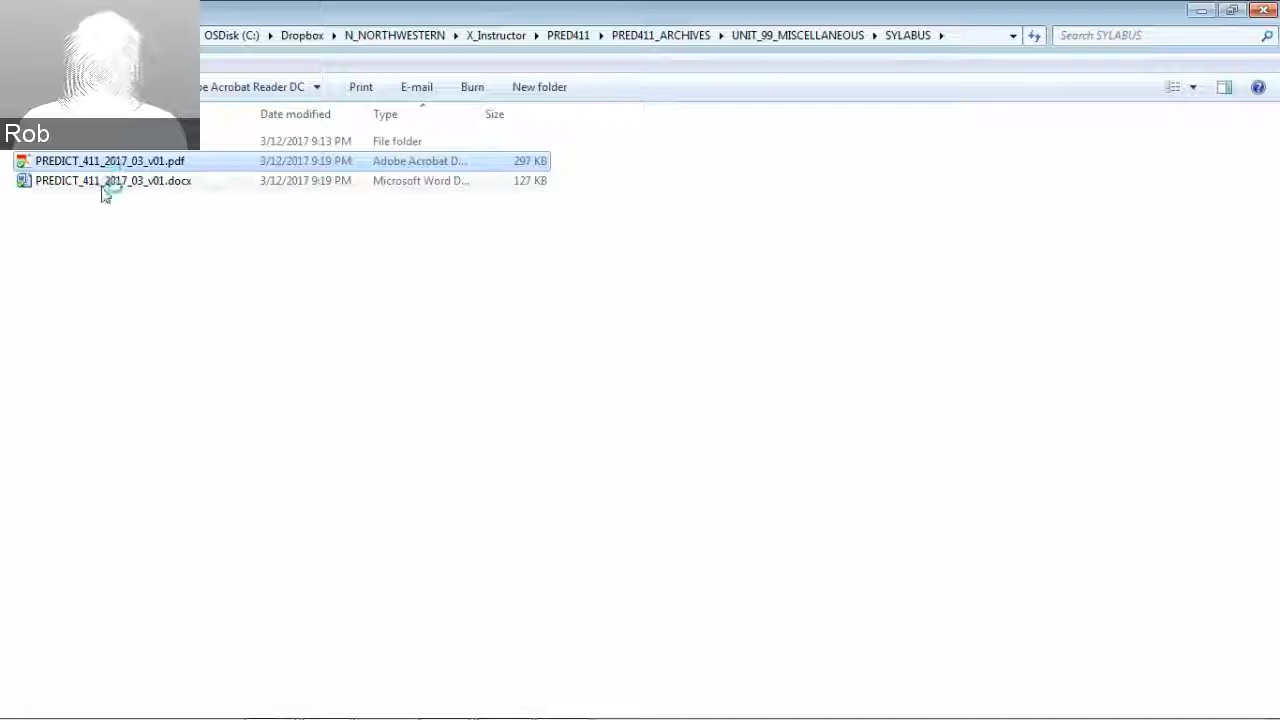 OSDisk (C:) Dropbox N_NORTHWESTERN X_Instructor PRED411 PRED411_ARCHIVES UNIT_99_MISCELLANEOUS SYLABUS Search SYLABUS
be Acrobat Reader DC Print E-mail Burn New folder
Date modified Type Size
Rob
3/12/2017 9:13 PM File folder
PREDICT_411_2017_03_v01.pdf 3/12/2017 9:19 PM Adobe Acrobat D... 297 KB
PREDICT_411_2017_03_v01.docx 3/12/2017 9:19 PM Microsoft Word D... 127 KB